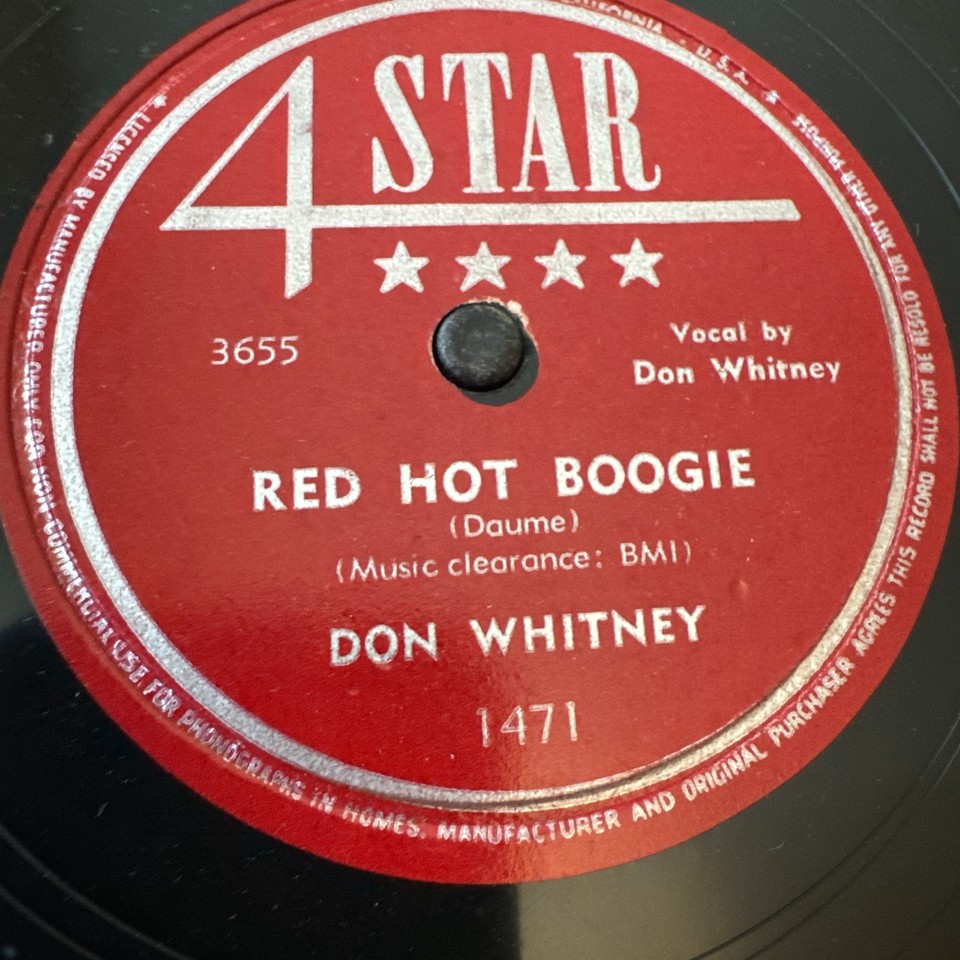 4 STAR
3655
Vocal by
Don Whitney
RED HOT BOOGIE
(Daume)
(Music clearance: BMI)
DON WHITNEY
1471
CALIFORNIA • U. S. A. ★
★ LICENSED BY MANUFACTURER ONLY FOR NON-COMMERCIAL USE FOR PHONOGRAPHS IN HOMES. MANUFACTURER AND ORIGINAL PURCHASER AGREES THIS RECORD SHALL NOT BE RESOLD FOR ANY OTHER PURPOSE